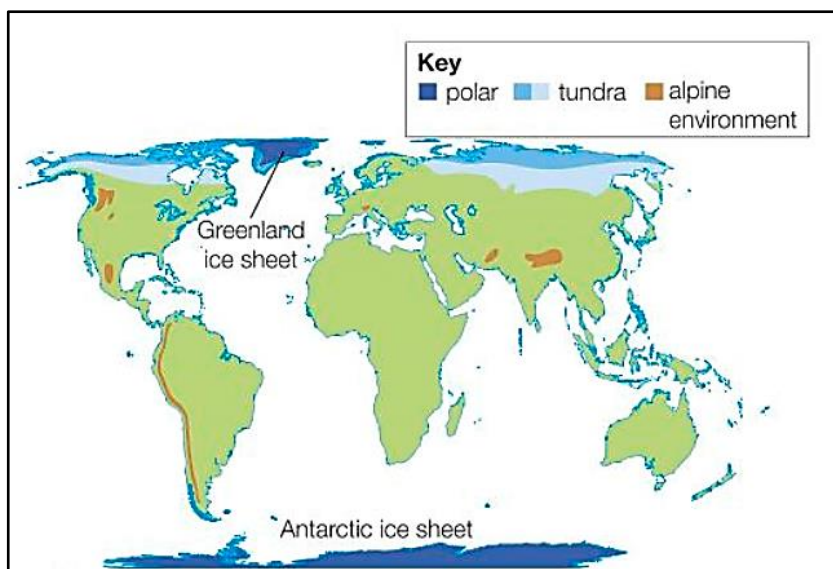 Key
polar tundra alpine
environment
Greenland
ice sheet
Antarctic ice sheet